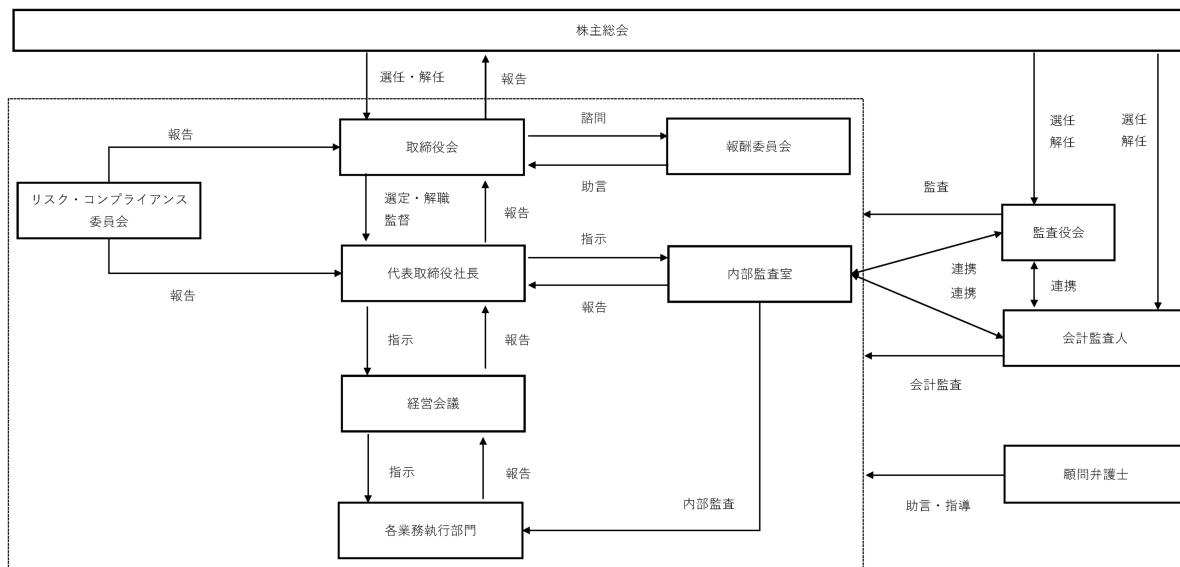 株主総会
選任・解任
報告
選任
解任
選任
解任
報告
取締役会
諮問
報酬委員会
助言
リスク・コンプライアンス
委員会
選定・解職
監督
報告
監査
監査役会
指示
代表取締役社長
内部監査室
連携
連携
連携
報告
報告
会計監査人
指示
報告
会計監査
経営会議
指示
報告
顧問弁護士
内部監査
助言・指導
各業務執行部門